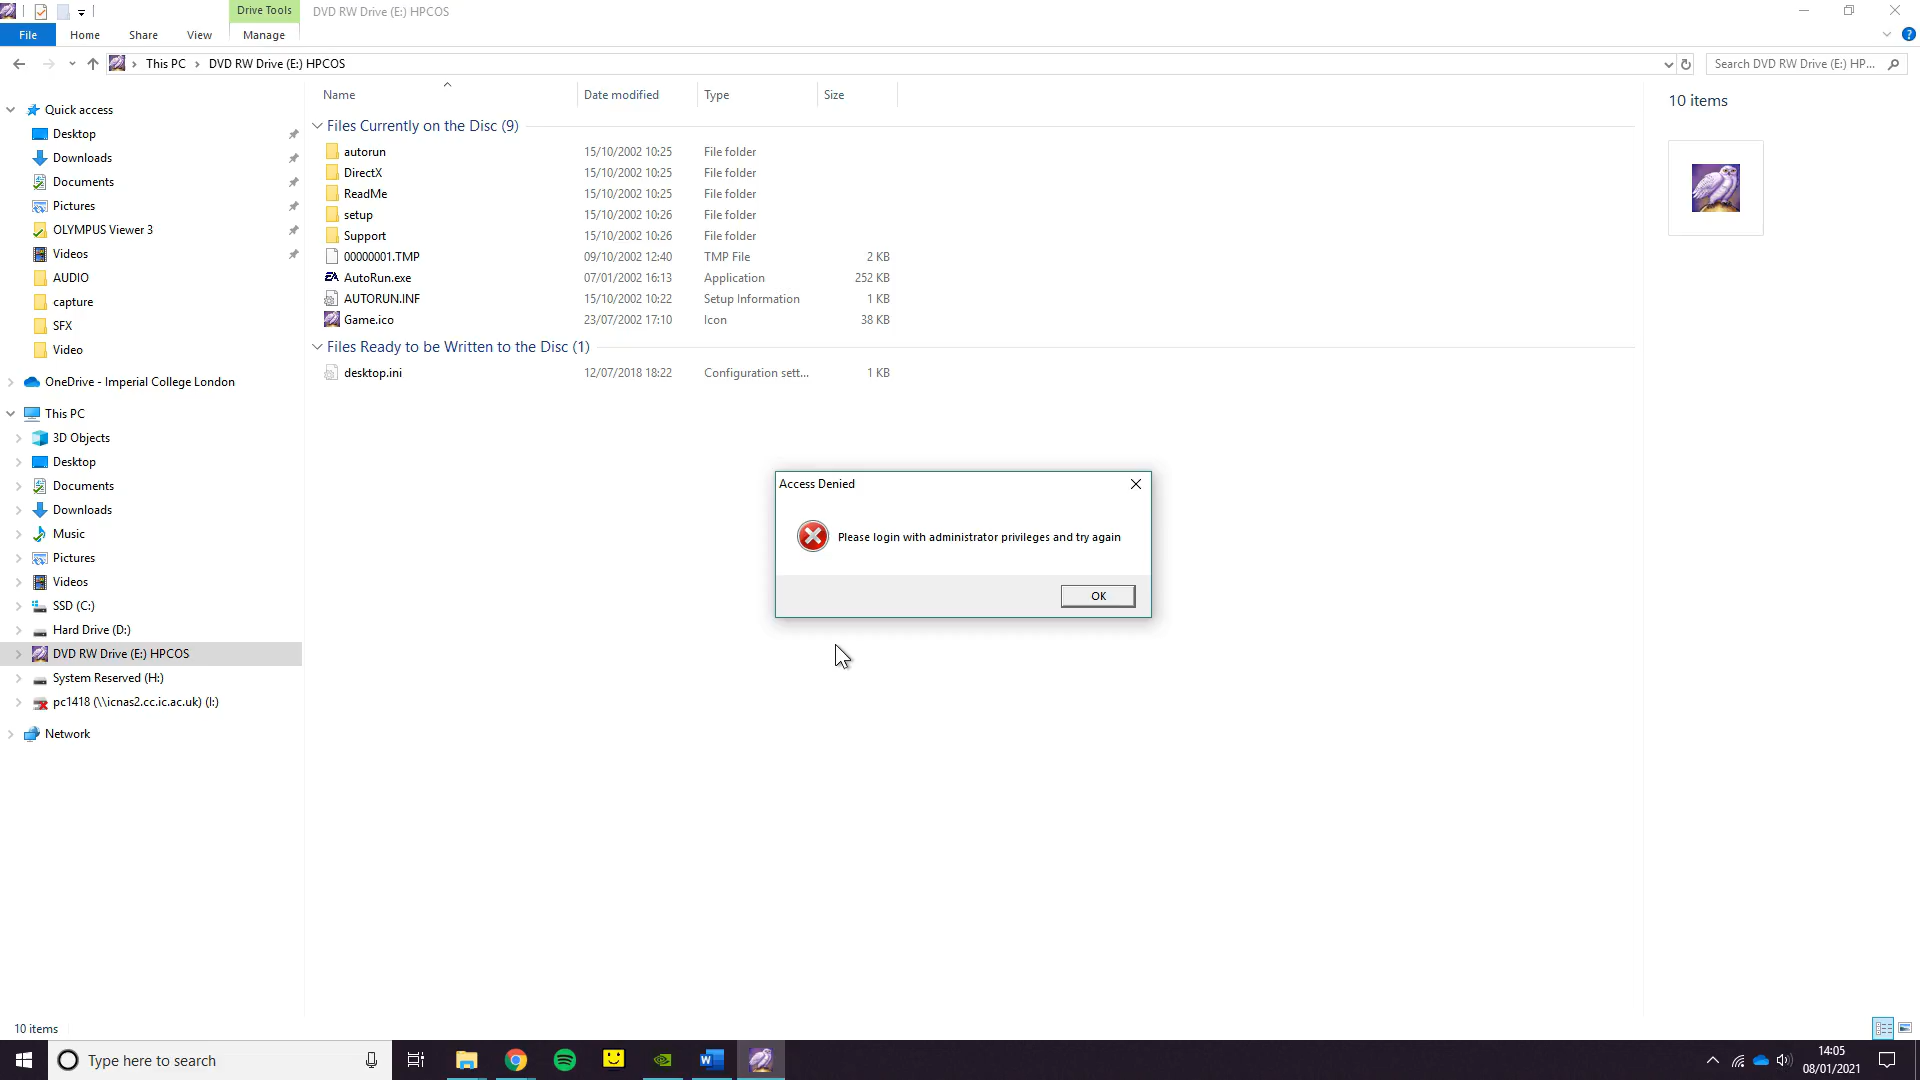 Drive Tools
DVD RW Drive (E:) HPCOS
File
Home
Share
View
Manage
This PC
DVD RW Drive (E:) HPCOS
Search DVD RW Drive (E:) HP...
Name
Date modified
Type
Size
10 items
Quick access
Desktop
Downloads
Documents
Pictures
OLYMPUS Viewer 3
Videos
AUDIO
capture
SFX
Video
OneDrive - Imperial College London
This PC
3D Objects
Desktop
Documents
Downloads
Music
Pictures
Videos
SSD (C:)
Hard Drive (D:)
DVD RW Drive (E:) HPCOS
System Reserved (H:)
pc1418 (\\icnas2.cc.ic.ac.uk) (I:)
Network
Files Currently on the Disc (9)
autorun 15/10/2002 10:25 File folder
DirectX 15/10/2002 10:25 File folder
ReadMe 15/10/2002 10:25 File folder
setup 15/10/2002 10:26 File folder
Support 15/10/2002 10:26 File folder
00000001.TMP 09/10/2002 12:40 TMP File 2 KB
EA AutoRun.exe 07/01/2002 16:13 Application 252 KB
AUTORUN.INF 15/10/2002 10:22 Setup Information 1 KB
Game.ico 23/07/2002 17:10 Icon 38 KB
Files Ready to be Written to the Disc (1)
desktop.ini 12/07/2018 18:22 Configuration sett... 1 KB
Access Denied
Please login with administrator privileges and try again
OK
10 items
Type here to search
14:05
08/01/2021